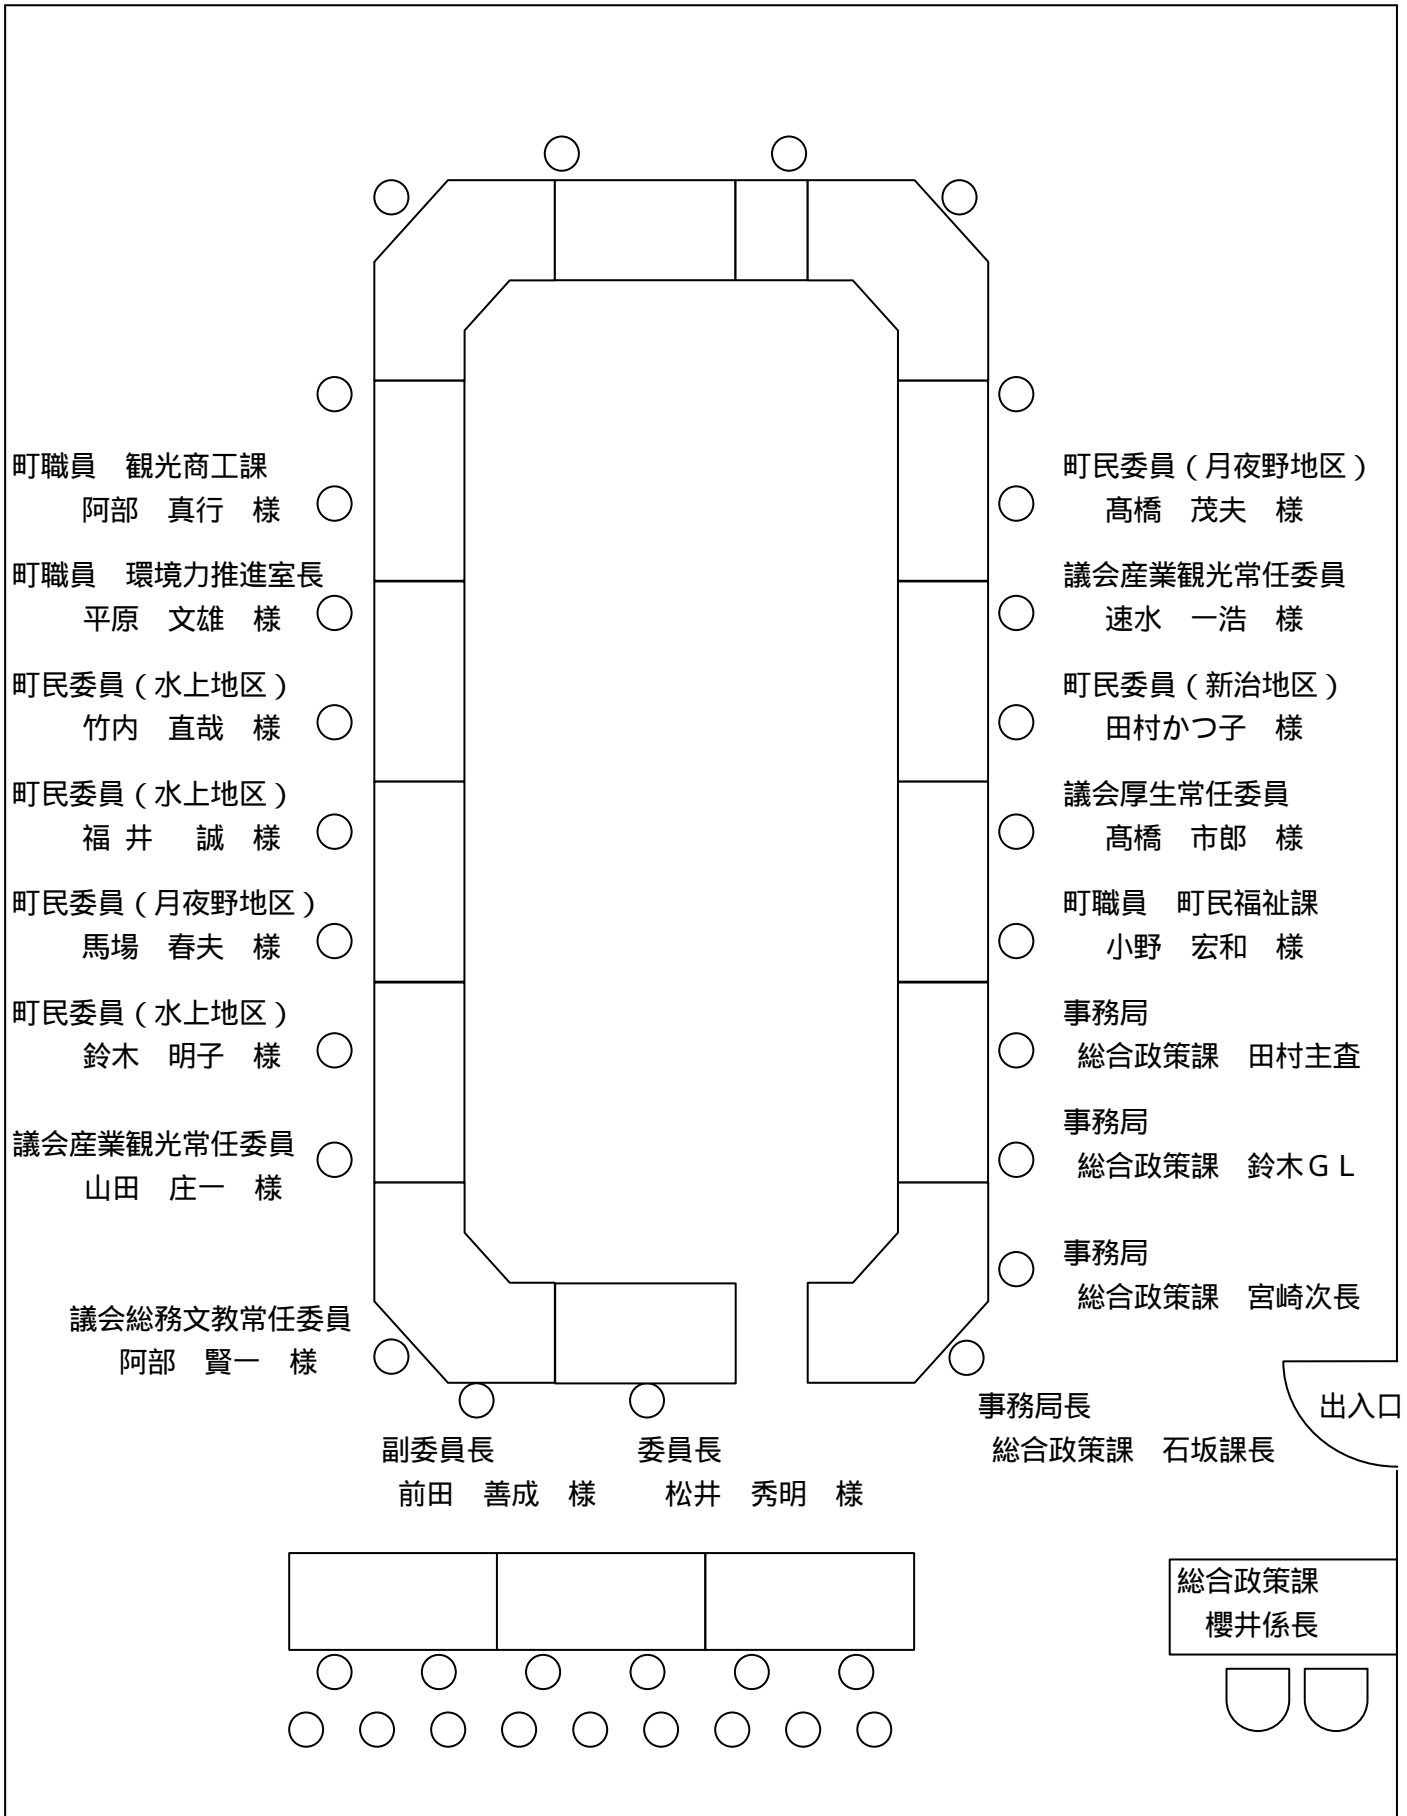 町職員　観光商工課
阿部　真行　様
町職員　環境力推進室長
平原　文雄　様
町民委員（水上地区）
竹内　直哉　様
町民委員（水上地区）
福 井　誠　様
町民委員（月夜野地区）
馬場　春夫　様
町民委員（水上地区）
鈴木　明子　様
議会産業観光常任委員
山田　庄一　様
議会総務文教常任委員
阿部　賢一　様
副委員長
前田　善成　様
委員長
松井　秀明　様
町民委員（月夜野地区）
髙橋　茂夫　様
議会産業観光常任委員
速水　一浩　様
町民委員（新治地区）
田村かつ子　様
議会厚生常任委員
髙橋　市郎　様
町職員　町民福祉課
小野　宏和　様
事務局
総合政策課　田村主査
事務局
総合政策課　鈴木ＧＬ
事務局
総合政策課　宮崎次長
事務局長
総合政策課　石坂課長
出入口
総合政策課
櫻井係長